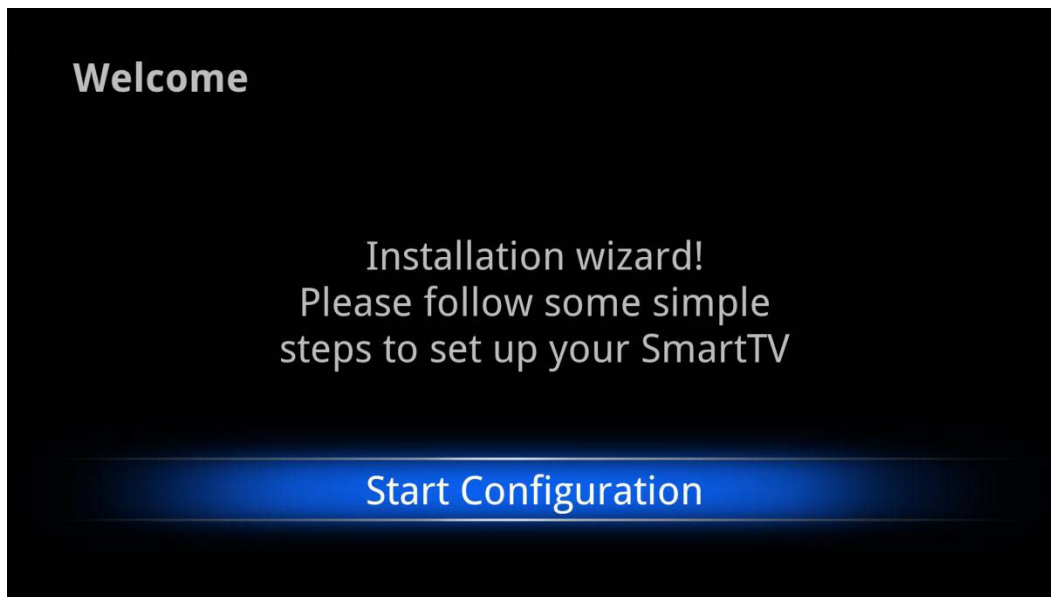 Welcome
Installation wizard!
Please follow some simple
steps to set up your SmartTV
Start Configuration